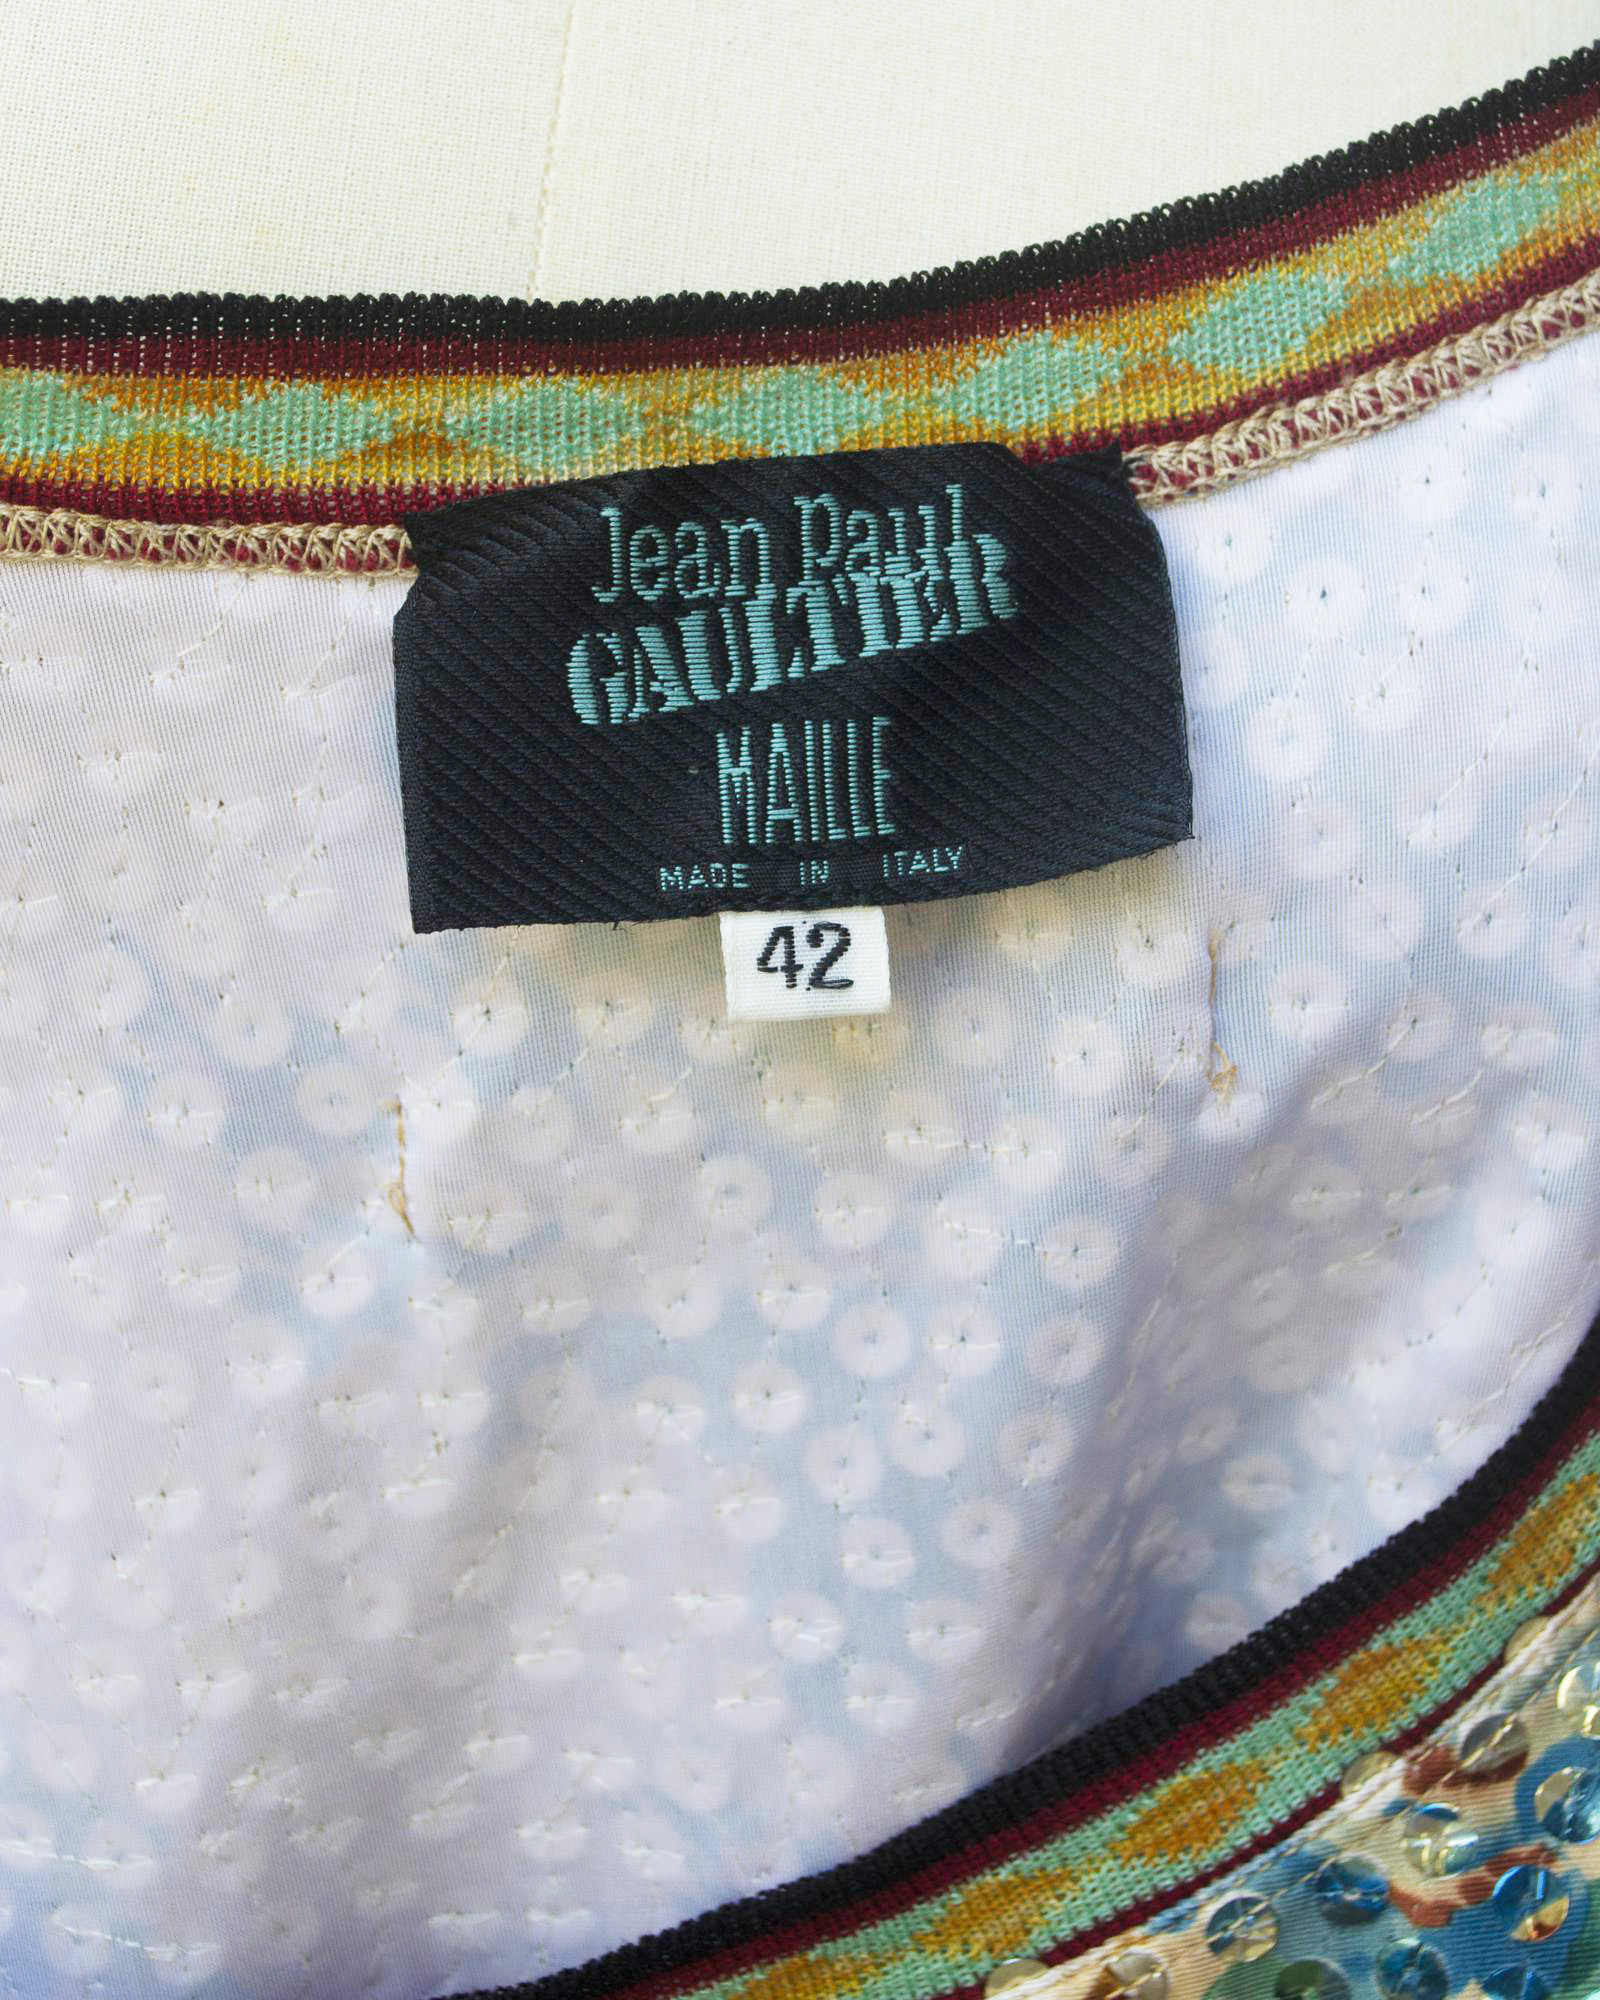 Jean Paul
GAULTIER
MAILLE
MADE IN ITALY
42